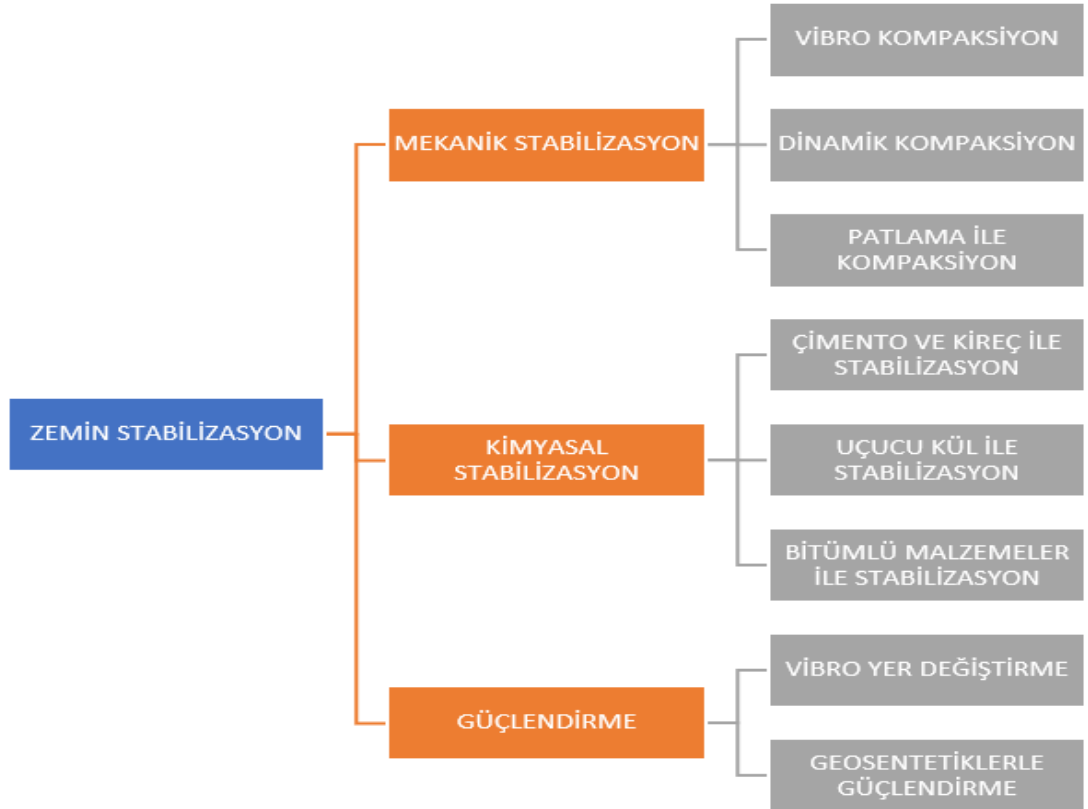 ZEMİN STABİLİZASYON
MEKANİK STABİLİZASYON
VİBRO KOMPAKSİYON
DİNAMİK KOMPAKSİYON
PATLAMA İLE
KOMPAKSİYON
KİMYASAL
STABİLİZASYON
ÇİMENTO VE KİREÇ İLE
STABİLİZASYON
UÇUCU KÜL İLE
STABİLİZASYON
BİTÜMLÜ MALZEMELER
İLE STABİLİZASYON
GÜÇLENDİRME
VİBRO YER DEĞİŞTİRME
GEOSENTETİKLERLE
GÜÇLENDİRME